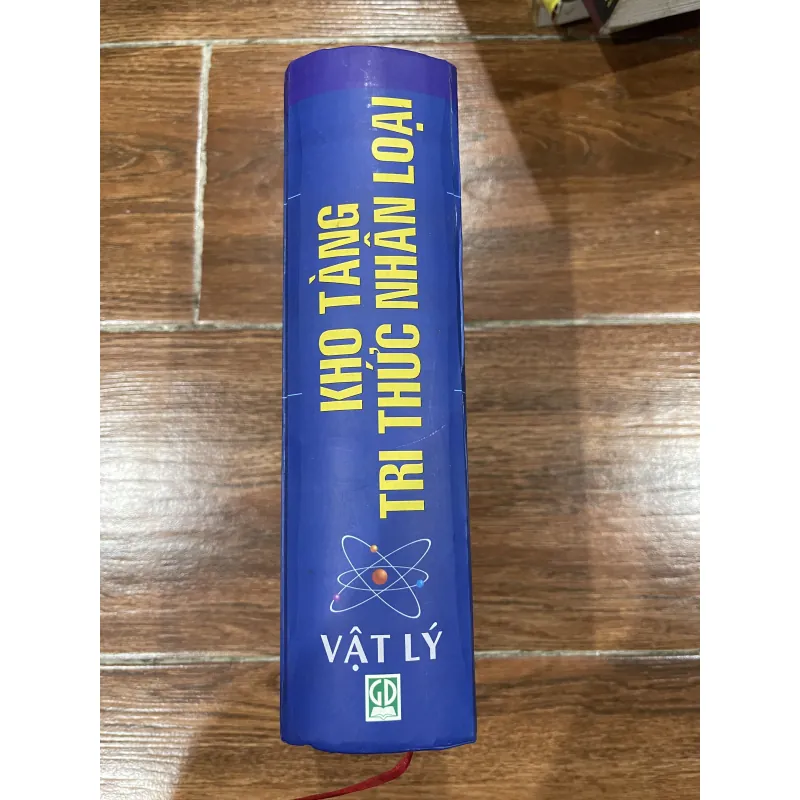 KHO TÀNG
TRI THỨC NHÂN LOẠI
VẬT LÝ
GD